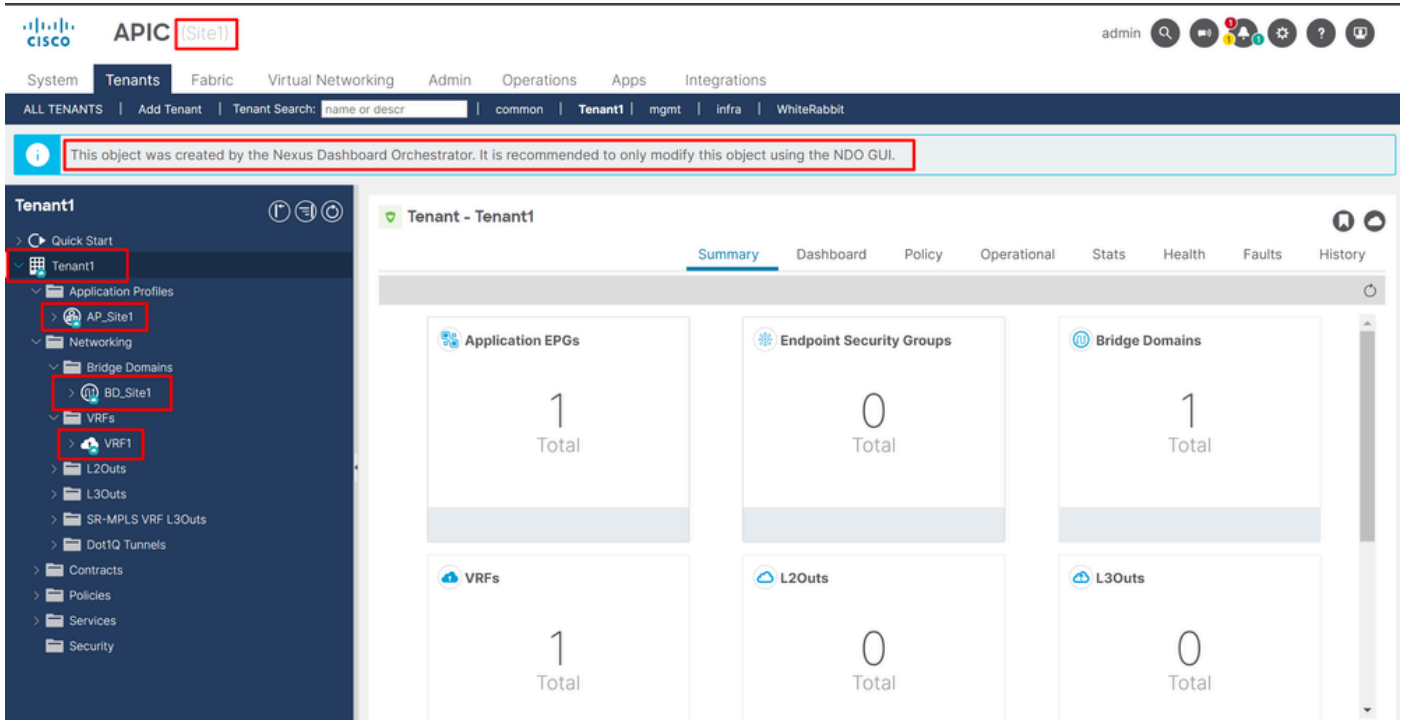 CISCO APIC (Site1) admin 1 1 1
System Tenants Fabric Virtual Networking Admin Operations Apps Integrations
ALL TENANTS | Add Tenant | Tenant Search: name or descr | common | Tenant1 | mgmt | infra | WhiteRabbit
This object was created by the Nexus Dashboard Orchestrator. It is recommended to only modify this object using the NDO GUI.
Tenant1
Quick Start
Tenant1
Application Profiles
AP_Site1
Networking
Bridge Domains
BD_Site1
VRFs
VRF1
L2Outs
L3Outs
SR-MPLS VRF L3Outs
Dot1Q Tunnels
Contracts
Policies
Services
Security
Tenant - Tenant1
Summary Dashboard Policy Operational Stats Health Faults History
Application EPGs
1
Total
Endpoint Security Groups
0
Total
Bridge Domains
1
Total
VRFs
1
Total
L2Outs
0
Total
L3Outs
0
Total